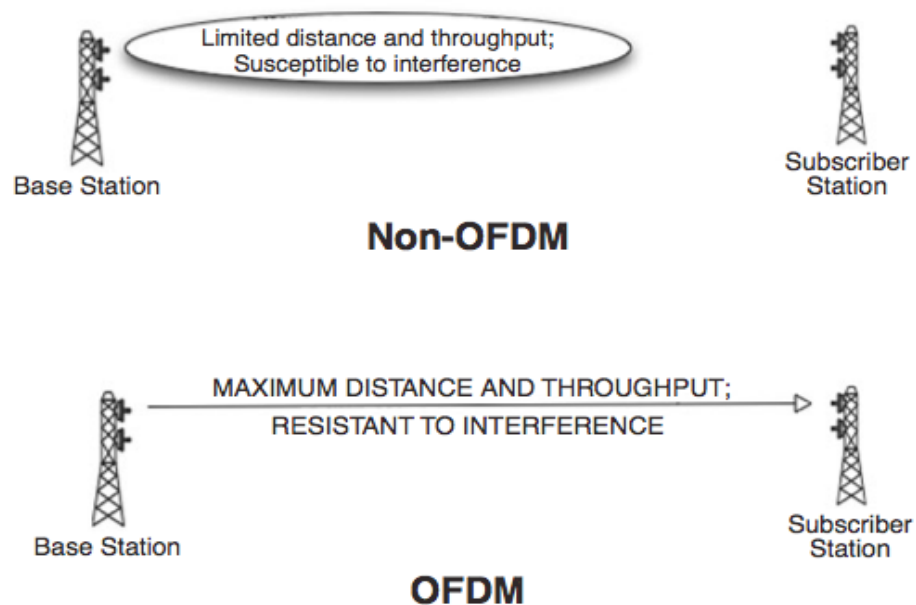 Limited distance and throughput;
Susceptible to interference
Base Station
Subscriber
Station
Non-OFDM
MAXIMUM DISTANCE AND THROUGHPUT;
RESISTANT TO INTERFERENCE
Base Station
Subscriber
Station
OFDM